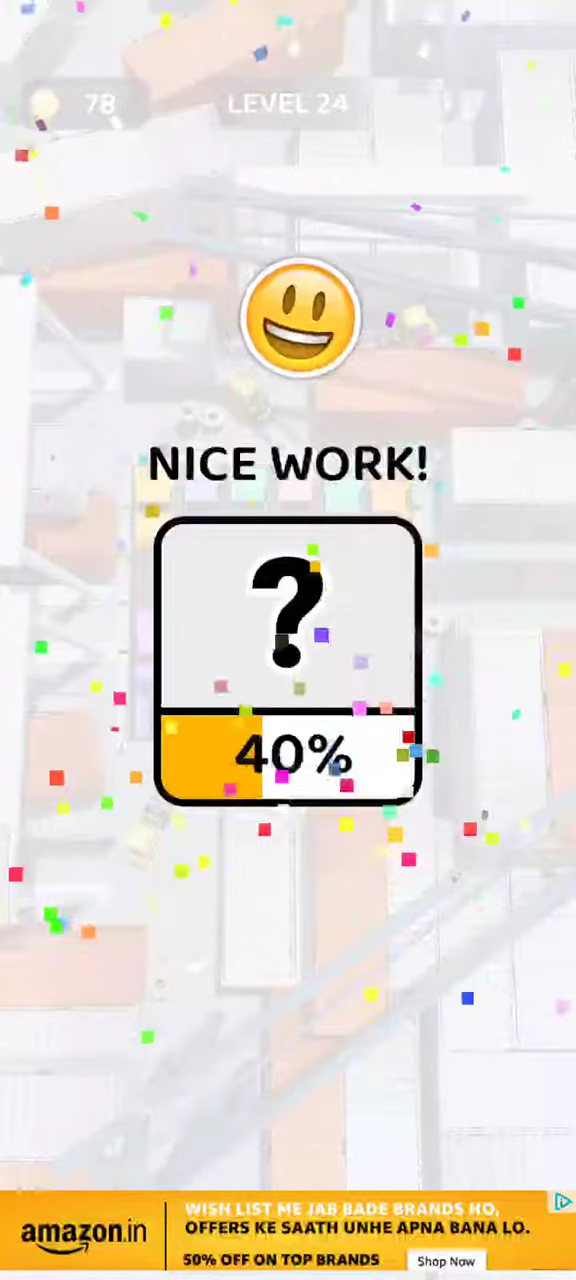 78
LEVEL 24
NICE WORK!
?
40%
amazon.in
WISH LIST ME JAB BADE BRANDS HO,
OFFERS KE SAATH UNHE APNA BANA LO.
50% OFF ON TOP BRANDS
Shop Now